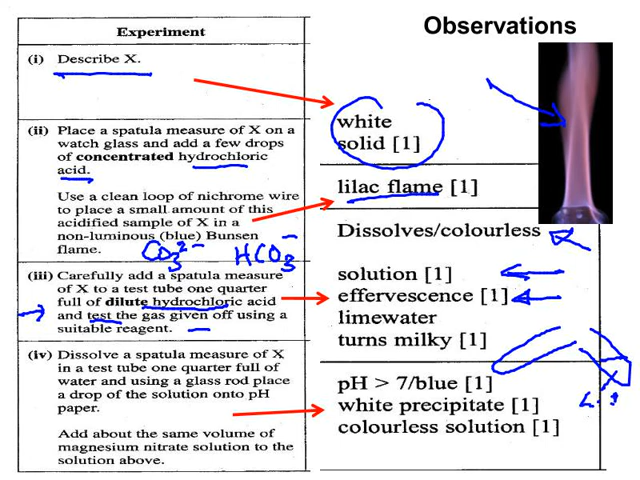 Observations
Experiment
(i) Describe X.
white
solid [1]
(ii) Place a spatula measure of X on a
watch glass and add a few drops
of concentrated hydrochloric
acid.
Use a clean loop of nichrome wire
to place a small amount of this
acidified sample of X in a
non-luminous (blue) Bunsen
flame.
lilac flame [1]
CO3 2-
HCO3 -
(iii) Carefully add a spatula measure
of X to a test tube one quarter
full of dilute hydrochloric acid
and test the gas given off using a
suitable reagent.
Dissolves/colourless
solution [1]
effervescence [1]
limewater
turns milky [1]
(iv) Dissolve a spatula measure of X
in a test tube one quarter full of
water and using a glass rod place
a drop of the solution onto pH
paper.
Add about the same volume of
magnesium nitrate solution to the
solution above.
pH > 7/blue [1]
white precipitate [1]
colourless solution [1]